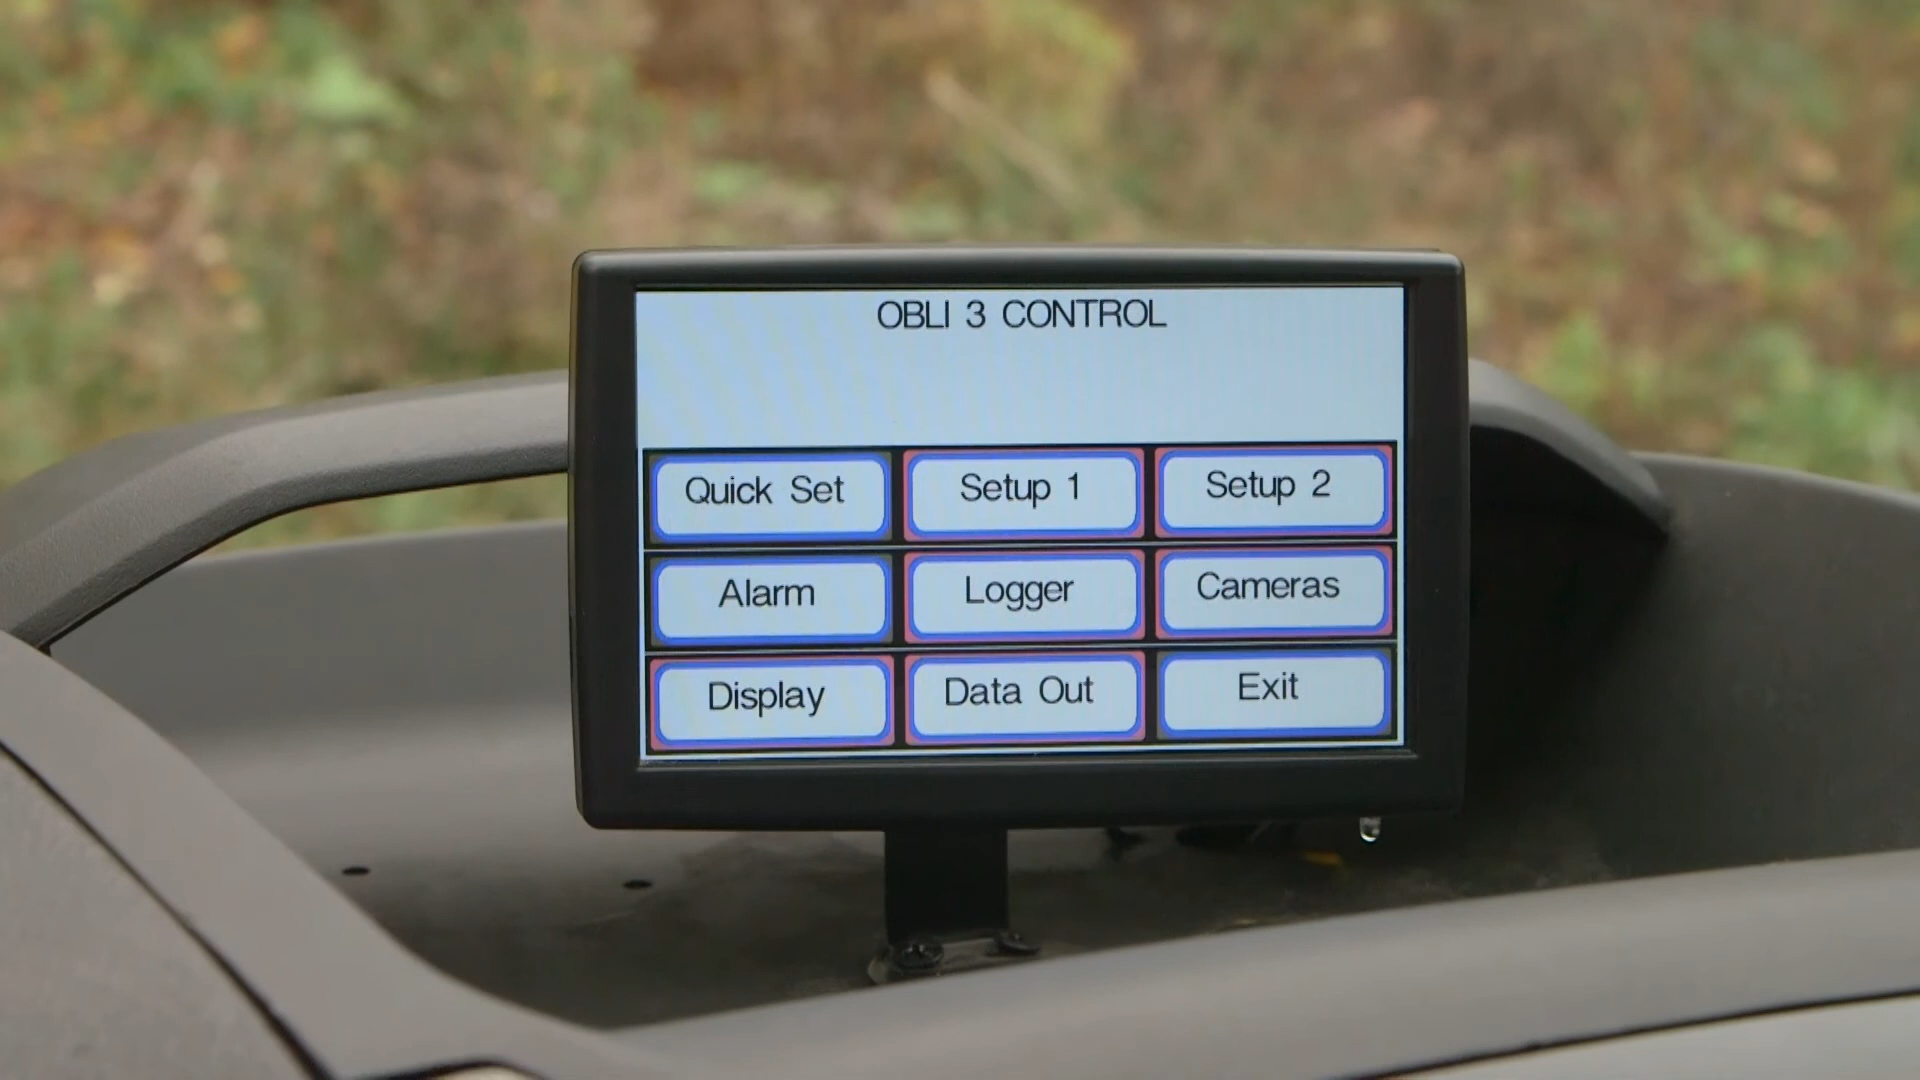 OBLI 3 CONTROL
Quick Set
Setup 1
Setup 2
Alarm
Logger
Cameras
Display
Data Out
Exit